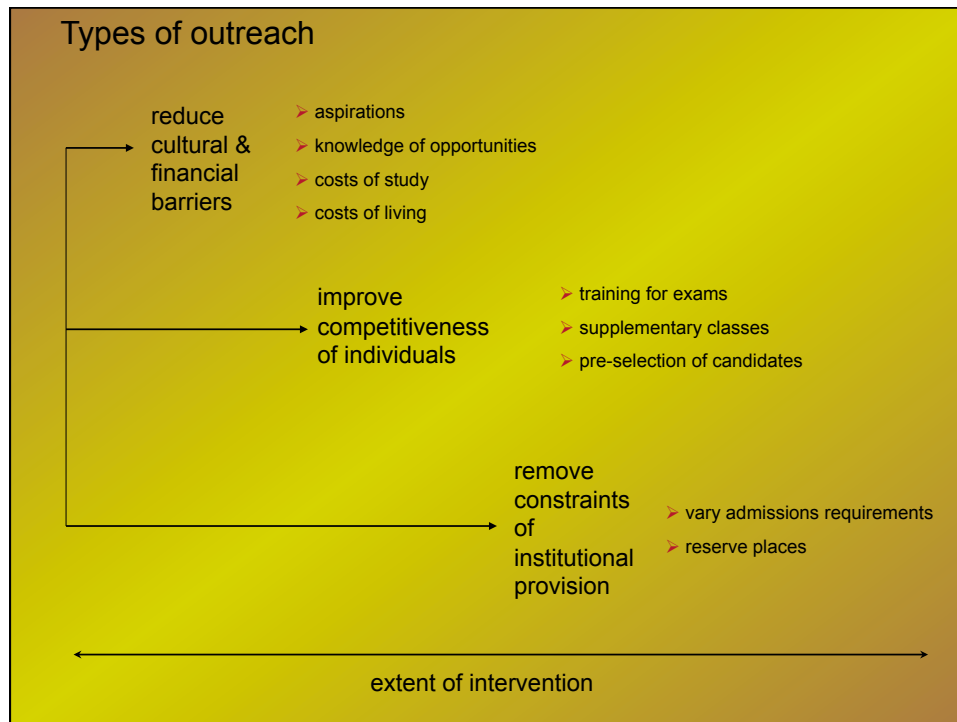 Types of outreach
reduce
cultural &
financial
barriers
aspirations
knowledge of opportunities
costs of study
costs of living
improve
competitiveness
of individuals
training for exams
supplementary classes
pre-selection of candidates
remove
constraints
of
institutional
provision
vary admissions requirements
reserve places
extent of intervention